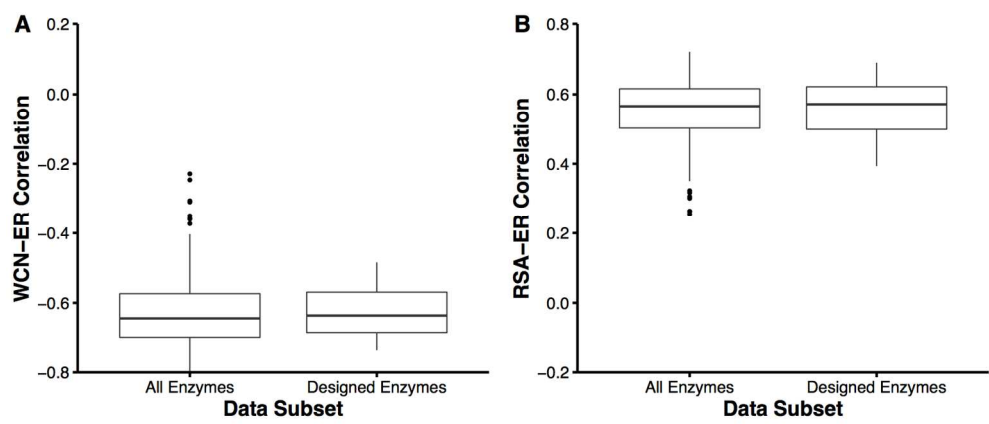 A
0.2
0.0
−0.2
−0.4
−0.6
−0.8
WCN−ER Correlation
All Enzymes
Designed Enzymes
Data Subset
B
0.8
0.6
0.4
0.2
0.0
−0.2
RSA−ER Correlation
All Enzymes
Designed Enzymes
Data Subset